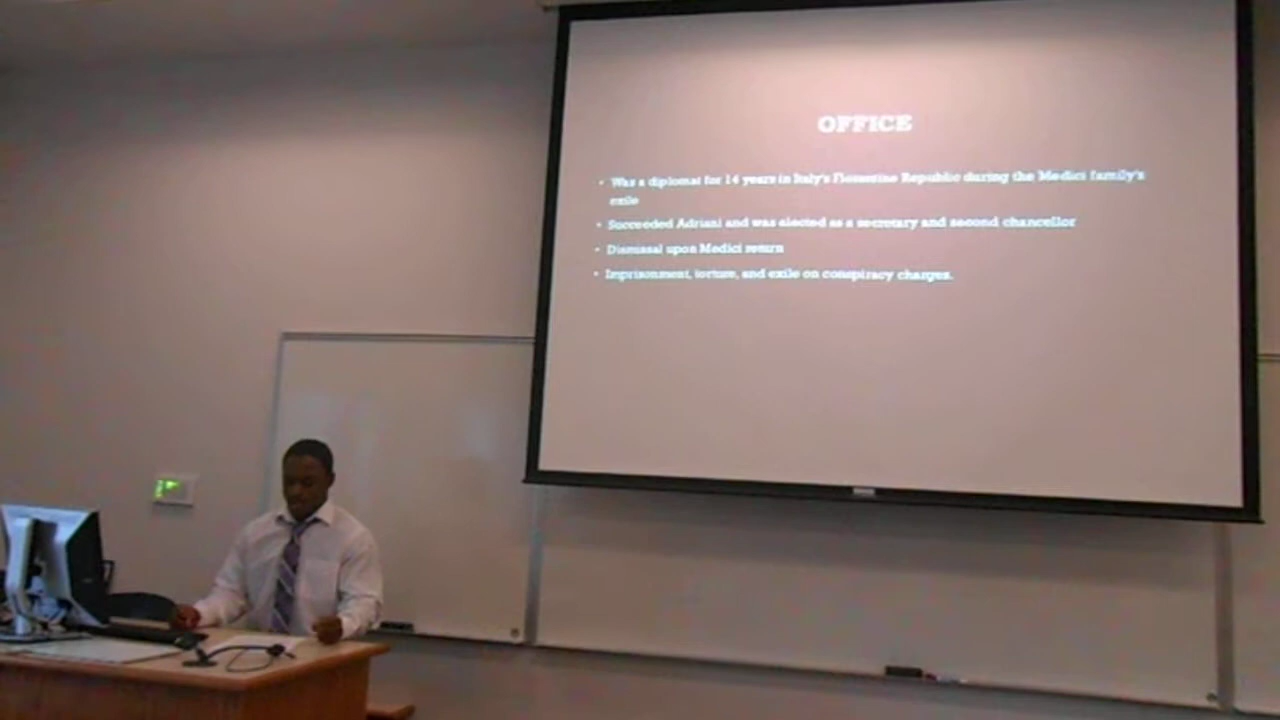 OFFICE
• Was a diplomat for 14 years in Italy's Florentine Republic during the Medici family's
exile
• Succeeded Adriani and was elected as a secretary and second chancellor
• Dismissal upon Medici return
• Imprisonment, torture, and exile on conspiracy charges.